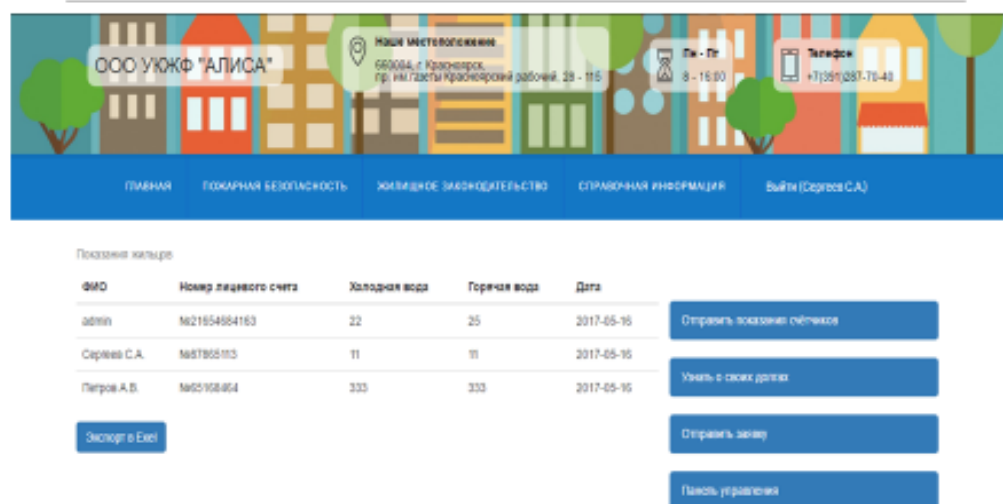 ООО УКЖФ "АЛИСА"
Наше местоположение
660004, г. Красноярск,
пр. им.газеты Красноярский рабочий, 28 - 115
Пн - Пт
8 - 16:00
Телефон
+7(391)287-70-40
ГЛАВНАЯ ПОЖАРНАЯ БЕЗОПАСНОСТЬ ЖИЛИЩНОЕ ЗАКОНОДАТЕЛЬСТВО СПРАВОЧНАЯ ИНФОРМАЦИЯ Выйти (Сергеев С.А.)
Показания жильцов
ФИО Номер лицевого счета Холодная вода Горячая вода Дата
admin №21654684163 22 25 2017-05-16
Сергеев С.А. №87865113 11 11 2017-05-16
Петров А.В. №65168464 333 333 2017-05-16
Экспорт в Exel
Отправить показания счётчиков
Узнать о своих долгах
Отправить заявку
Панель управления